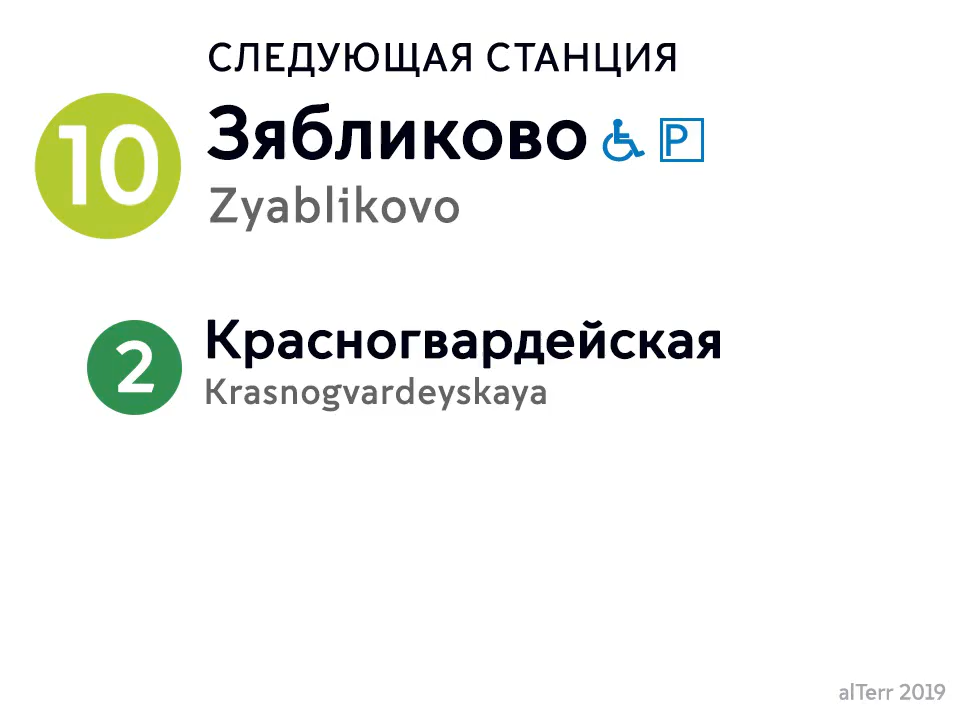 СЛЕДУЮЩАЯ СТАНЦИЯ
10 Зябликово P
Zyablikovo
2 Красногвардейская
Krasnogvardeyskaya
alTerr 2019